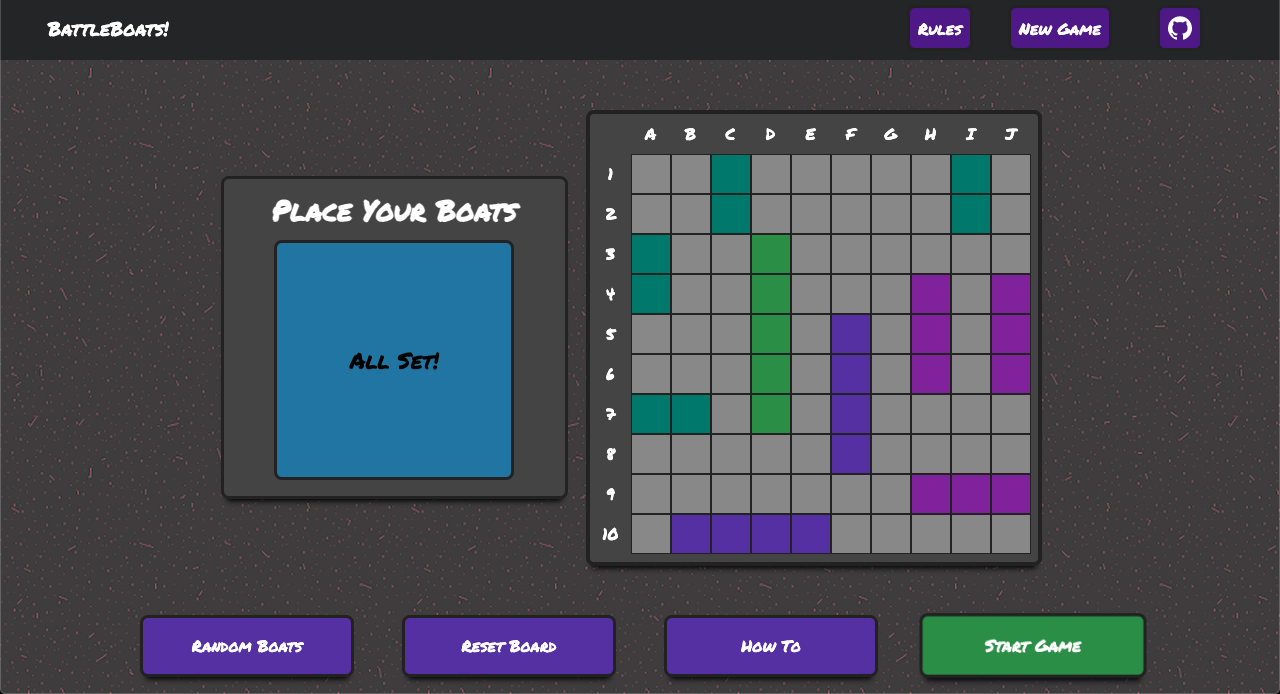 BattleBoats!
Rules
New Game
Place Your Boats
All Set!
A B C D E F G H I J
1
2
3
4
5
6
7
8
9
10
Random Boats
Reset Board
How To
Start Game